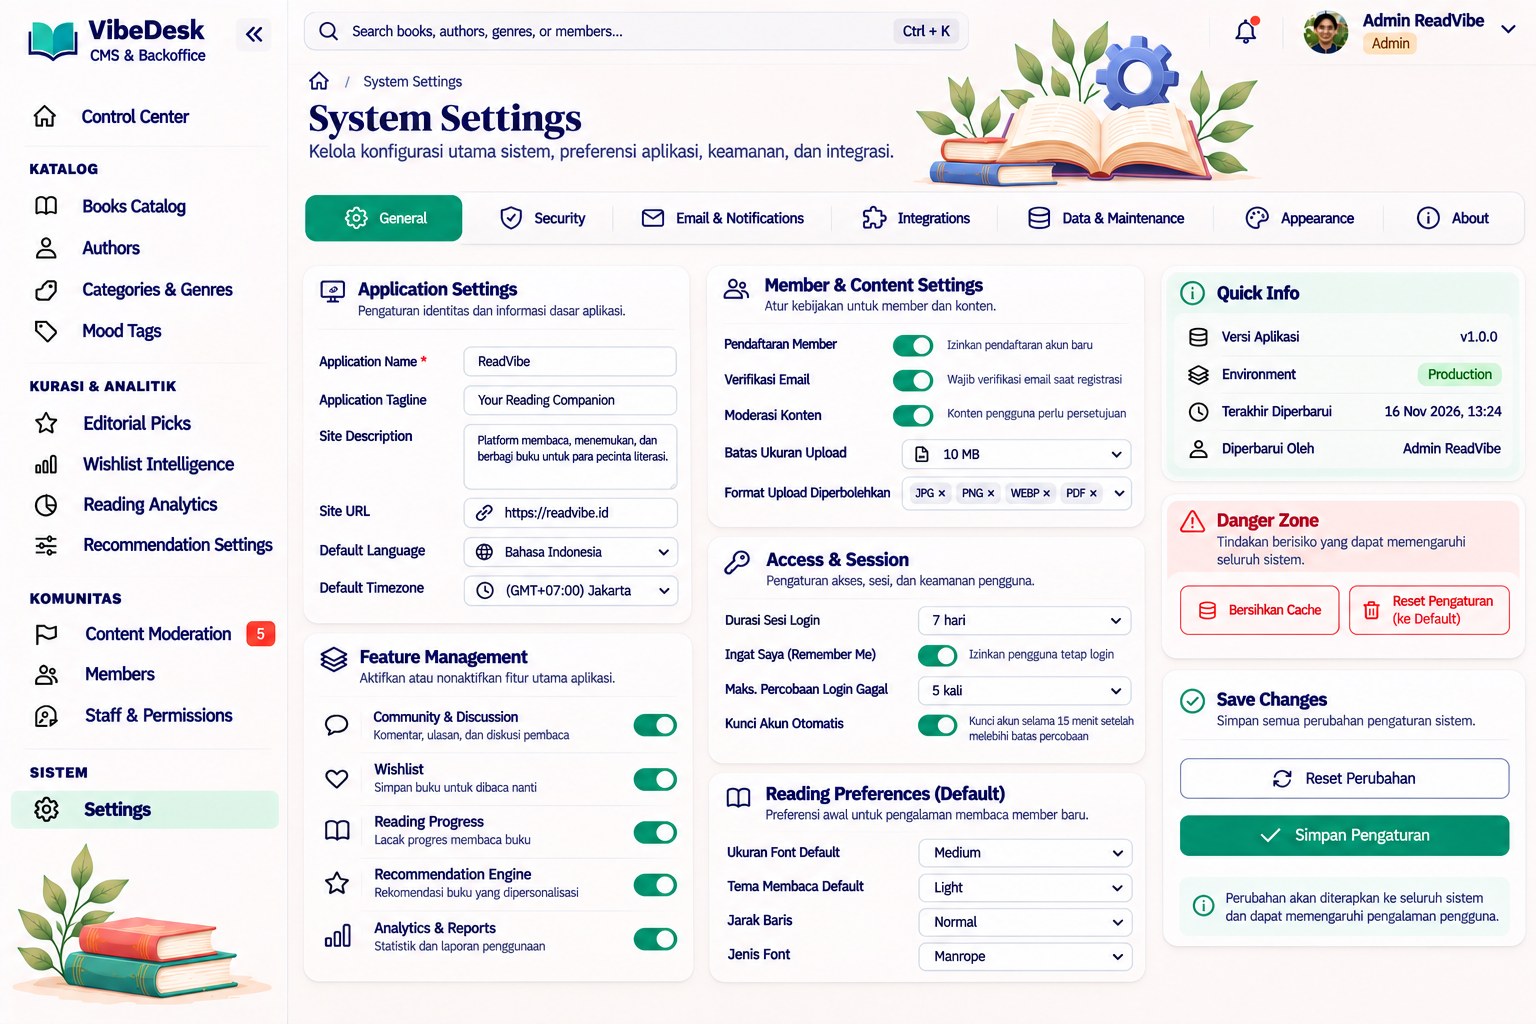 VibeDesk
CMS & Backoffice
Control Center
KATALOG
Books Catalog
Authors
Categories & Genres
Mood Tags
KURASI & ANALITIK
Editorial Picks
Wishlist Intelligence
Reading Analytics
Recommendation Settings
KOMUNITAS
Content Moderation 5
Members
Staff & Permissions
SISTEM
Settings
Search books, authors, genres, or members... Ctrl + K
Admin ReadVibe
Admin
/ System Settings
System Settings
Kelola konfigurasi utama sistem, preferensi aplikasi, keamanan, dan integrasi.
General Security Email & Notifications Integrations Data & Maintenance Appearance About
Application Settings
Pengaturan identitas dan informasi dasar aplikasi.
Application Name * ReadVibe
Application Tagline Your Reading Companion
Site Description Platform membaca, menemukan, dan
berbagi buku untuk para pecinta literasi.
Site URL https://readvibe.id
Default Language Bahasa Indonesia
Default Timezone (GMT+07:00) Jakarta
Feature Management
Aktifkan atau nonaktifkan fitur utama aplikasi.
Community & Discussion
Komentar, ulasan, dan diskusi pembaca
Wishlist
Simpan buku untuk dibaca nanti
Reading Progress
Lacak progres membaca buku
Recommendation Engine
Rekomendasi buku yang dipersonalisasi
Analytics & Reports
Statistik dan laporan penggunaan
Member & Content Settings
Atur kebijakan untuk member dan konten.
Pendaftaran Member Izinkan pendaftaran akun baru
Verifikasi Email Wajib verifikasi email saat registrasi
Moderasi Konten Konten pengguna perlu persetujuan
Batas Ukuran Upload 10 MB
Format Upload Diperbolehkan JPG × PNG × WEBP × PDF ×
Access & Session
Pengaturan akses, sesi, dan keamanan pengguna.
Durasi Sesi Login 7 hari
Ingat Saya (Remember Me) Izinkan pengguna tetap login
Maks. Percobaan Login Gagal 5 kali
Kunci Akun Otomatis Kunci akun selama 15 menit setelah
melebihi batas percobaan
Reading Preferences (Default)
Preferensi awal untuk pengalaman membaca member baru.
Ukuran Font Default Medium
Tema Membaca Default Light
Jarak Baris Normal
Jenis Font Manrope
Quick Info
Versi Aplikasi v1.0.0
Environment Production
Terakhir Diperbarui 16 Nov 2026, 13:24
Diperbarui Oleh Admin ReadVibe
Danger Zone
Tindakan berisiko yang dapat memengaruhi
seluruh sistem.
Bersihkan Cache
Reset Pengaturan
(ke Default)
Save Changes
Simpan semua perubahan pengaturan sistem.
Reset Perubahan
Simpan Pengaturan
Perubahan akan diterapkan ke seluruh sistem
dan dapat memengaruhi pengalaman pengguna.